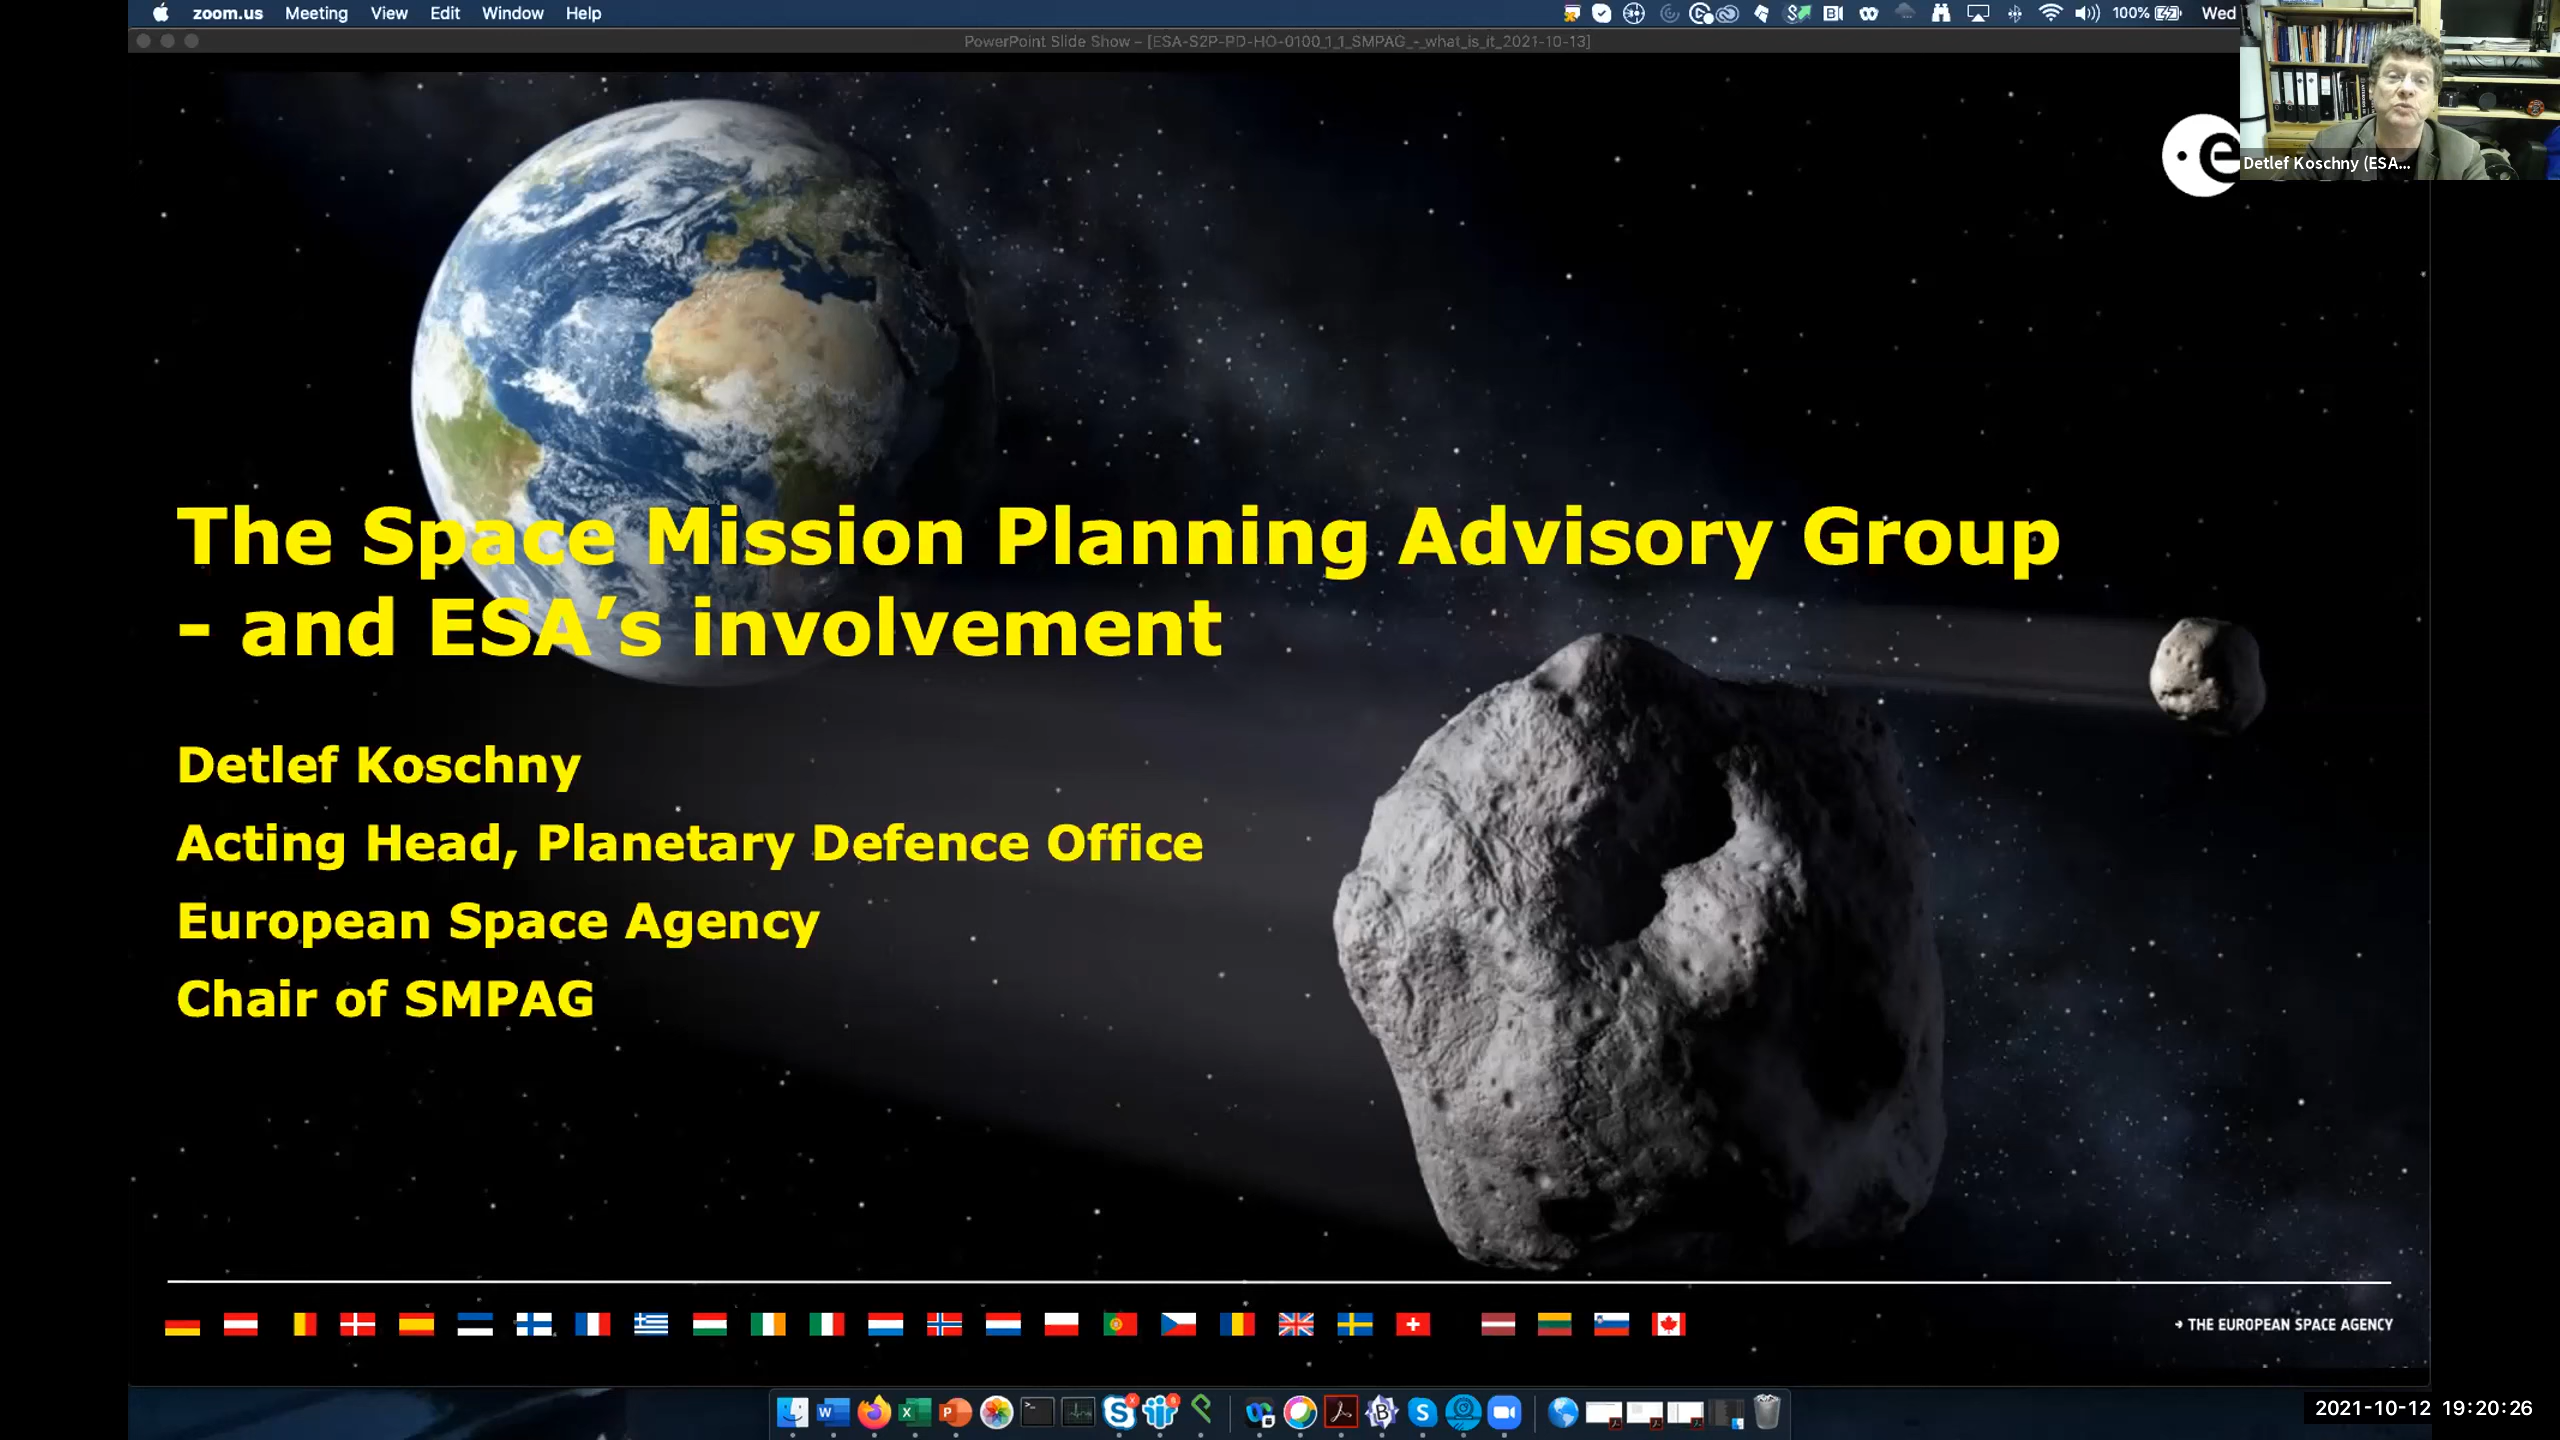 zoom.us Meeting View Edit Window Help 100% Wed
PowerPoint Slide Show – [ESA-S2P-PD-HO-0100_1_1_SMPAG_-_what_is_it_2021-10-13]
Detlef Koschny (ESA...
The Space Mission Planning Advisory Group
- and ESA’s involvement
Detlef Koschny
Acting Head, Planetary Defence Office
European Space Agency
Chair of SMPAG
→ THE EUROPEAN SPACE AGENCY
2021-10-12 19:20:26